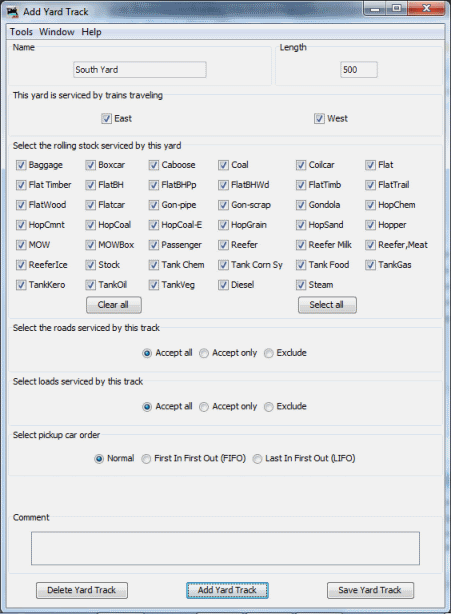 Add Yard Track
Tools Window Help
Name Length
South Yard 500
This yard is serviced by trains traveling
East West
Select the rolling stock serviced by this yard
Baggage Boxcar Caboose Coal Coilcar Flat
Flat Timber FlatBH FlatBHPp FlatBHWd FlatTimb FlatTrail
FlatWood Flatcar Gon-pipe Gon-scrap Gondola HopChem
HopCmnt HopCoal HopCoal-E HopGrain HopSand Hopper
MOW MOWBox Passenger Reefer Reefer Milk Reefer,Meat
ReeferIce Stock Tank Chem Tank Corn Sy Tank Food TankGas
TankKero TankOil TankVeg Diesel Steam
Clear all Select all
Select the roads serviced by this track
Accept all Accept only Exclude
Select loads serviced by this track
Accept all Accept only Exclude
Select pickup car order
Normal First In First Out (FIFO) Last In First Out (LIFO)
Comment
Delete Yard Track Add Yard Track Save Yard Track